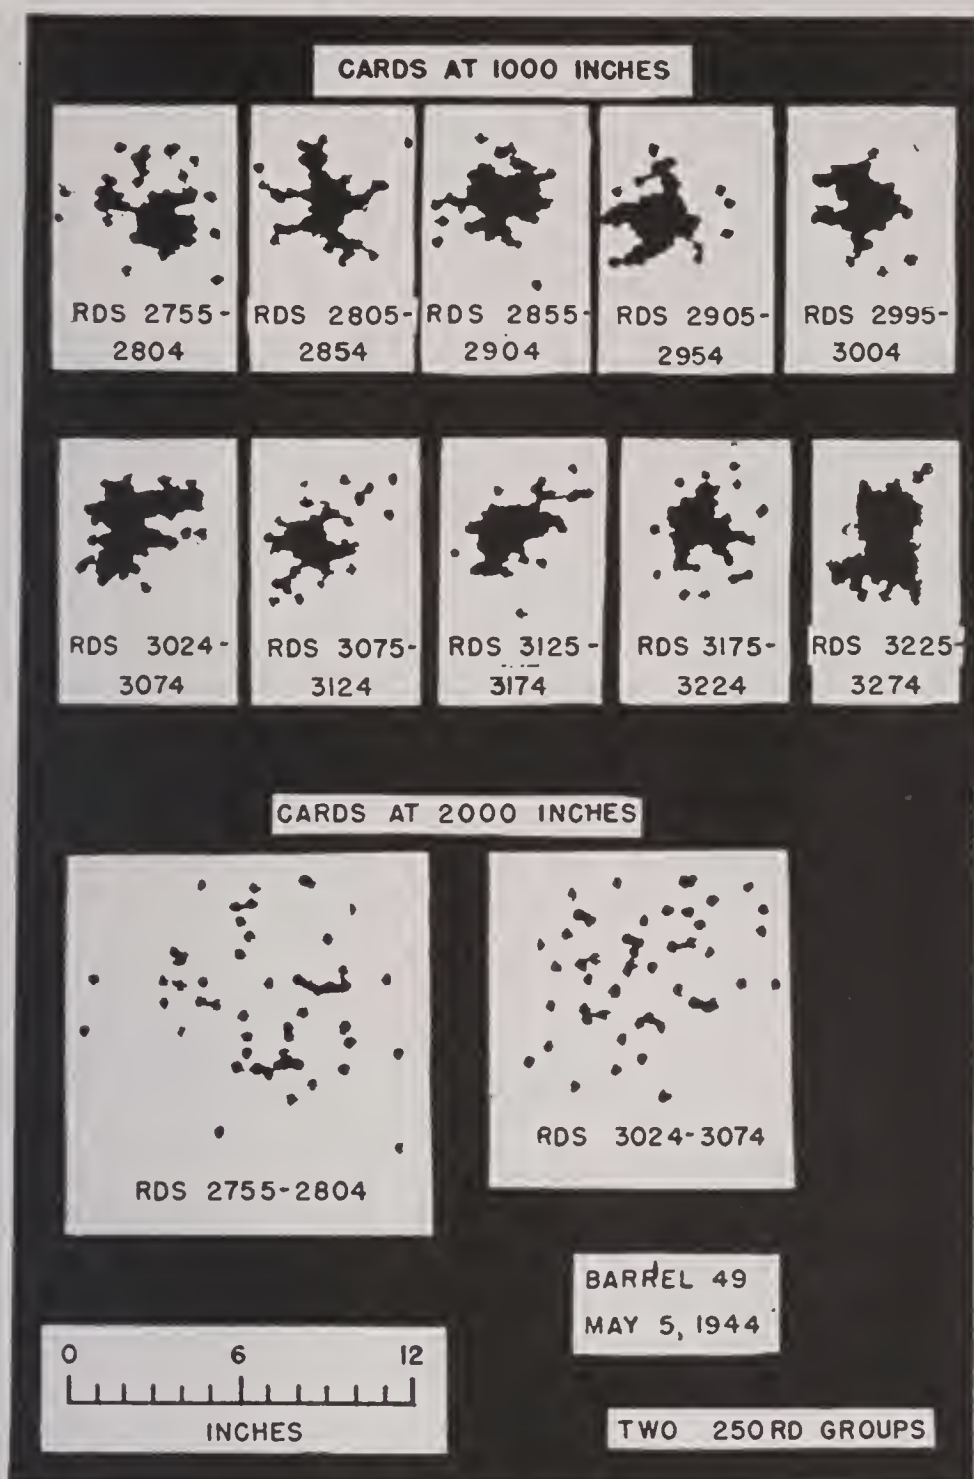 CARDS AT 1000 INCHES
RDS 2755-
2804
RDS 2805-
2854
RDS 2855-
2904
RDS 2905-
2954
RDS 2995-
3004
RDS 3024-
3074
RDS 3075-
3124
RDS 3125-
3174
RDS 3175-
3224
RDS 3225-
3274
CARDS AT 2000 INCHES
RDS 2755-2804
RDS 3024-3074
BARREL 49
MAY 5, 1944
0 6 12
INCHES
TWO 250 RD GROUPS